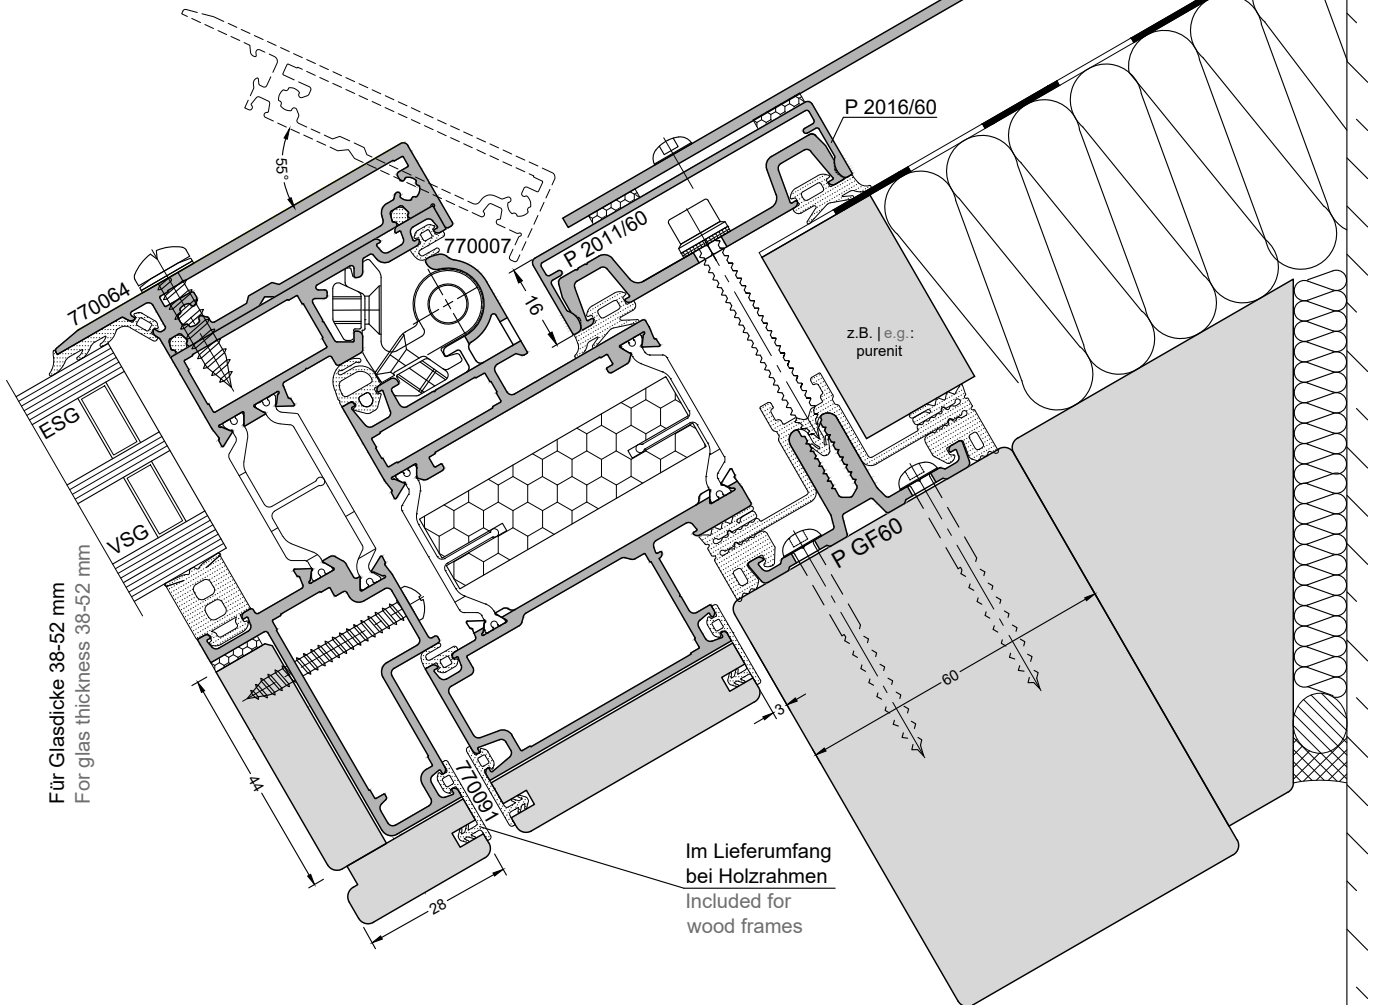 P 2016/60
55°
770007
P 2011/60
16
770064
z.B. | e.g.:
purenit
ESG
VSG
P GF60
Für Glasdicke 38-52 mm
For glas thickness 38-52 mm
60
3
44
770091
28
Im Lieferumfang
bei Holzrahmen
Included for
wood frames